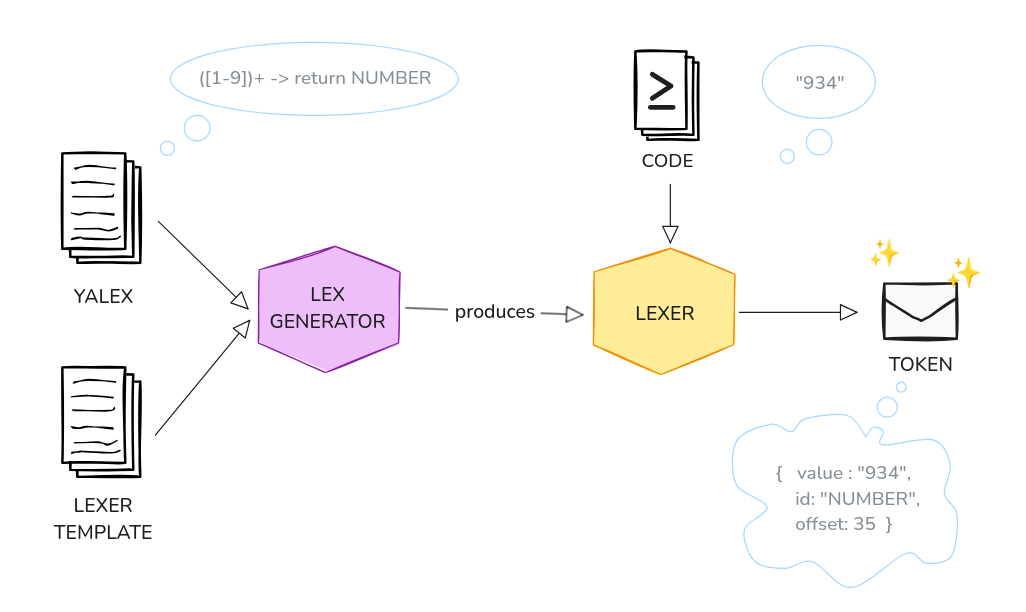 ([1-9])+ -> return NUMBER
"934"
CODE
YALEX
LEX
GENERATOR
produces
LEXER
TOKEN
LEXER
TEMPLATE
{ value : "934",
id: "NUMBER",
offset: 35 }